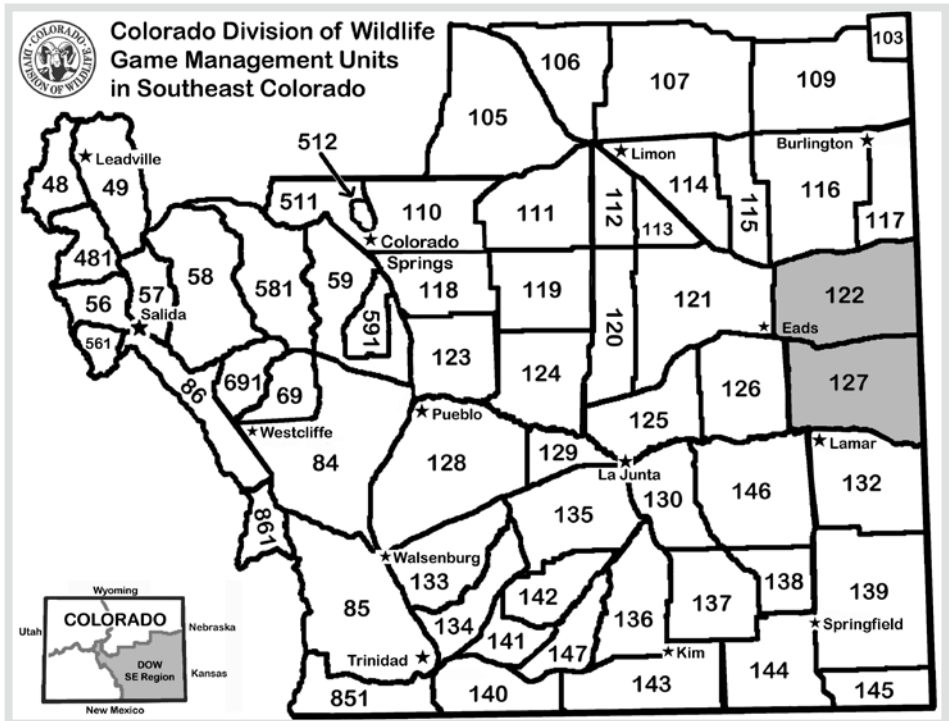 COLORADO
DIVISION OF WILDLIFE
Colorado Division of Wildlife
Game Management Units
in Southeast Colorado
103
106
107
109
105
512
Limon
Burlington
Leadville
48
49
511
110
111
112
114
115
116
113
117
Colorado
Springs
481
58
57
581
59
118
119
121
122
56
Salida
591
120
Eads
561
123
124
126
127
86
691
69
Pueblo
125
Westcliffe
84
128
129
Lamar
La Junta
130
146
132
861
135
Walsenburg
133
138
139
142
137
136
85
134
141
Springfield
147
Kim
Trinidad
144
143
851
140
145
Wyoming
COLORADO
Utah
Nebraska
DOW
SE Region
Kansas
New Mexico